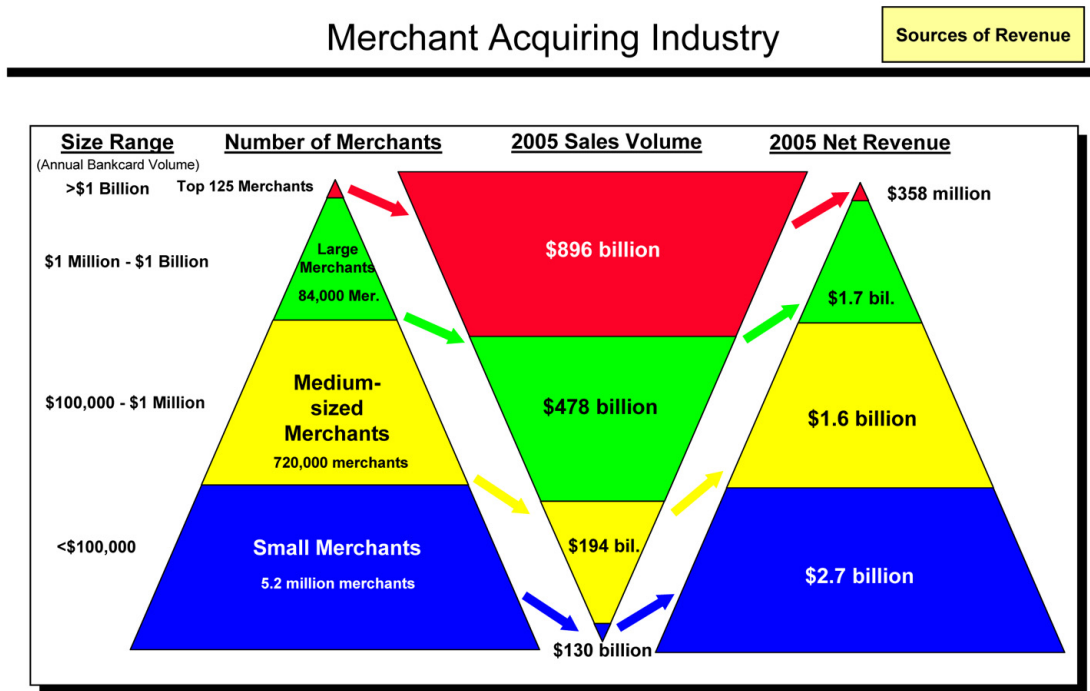 Merchant Acquiring Industry
Sources of Revenue
Size Range
(Annual Bankcard Volume)
Number of Merchants
2005 Sales Volume
2005 Net Revenue
>$1 Billion
Top 125 Merchants
$896 billion
$358 million
$1 Million - $1 Billion
Large
Merchants
84,000 Mer.
$1.7 bil.
$100,000 - $1 Million
Medium-
sized
Merchants
720,000 merchants
$478 billion
$1.6 billion
<$100,000
Small Merchants
5.2 million merchants
$194 bil.
$2.7 billion
$130 billion